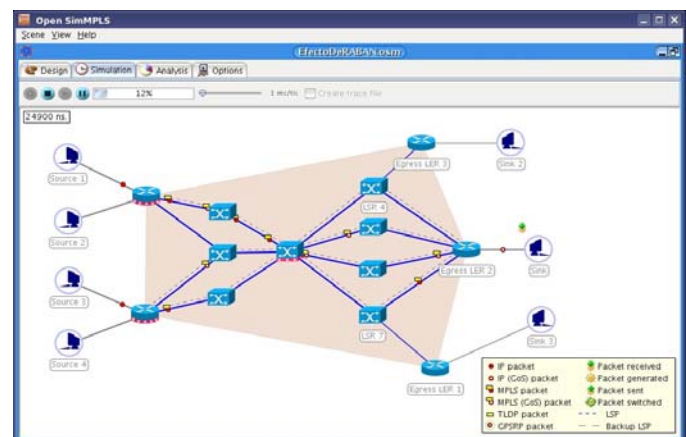 Open SimMPLS
Scene View Help
(EfectoDeRABAN.osm)
Design Simulation Analysis Options
12% 1 ms/tic Create trace file
24900 ns.
Source 1
Source 2
Source 3
Source 4
Egress LER 3
Sink 2
LSR 4
Egress LER 2
Sink
LSR 7
Sink 3
Egress LER 1
IP packet
IP (GoS) packet
MPLS packet
MPLS (GoS) packet
TLDP packet
GPSRP packet
Packet received
Packet generated
Packet sent
Packet switched
LSP
Backup LSP